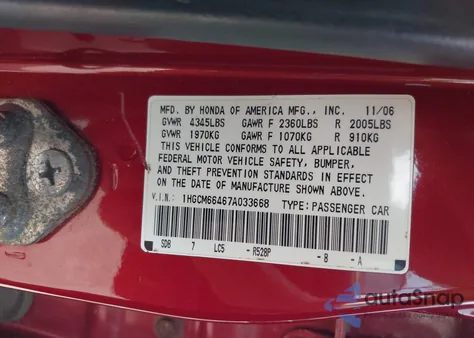 MFD. BY HONDA OF AMERICA MFG., INC. 11/06
GVWR 4345LBS GAWR F 2360LBS R 2005LBS
GVWR 1970KG GAWR F 1070KG R 910KG
THIS VEHICLE CONFORMS TO ALL APPLICABLE
FEDERAL MOTOR VEHICLE SAFETY, BUMPER,
AND THEFT PREVENTION STANDARDS IN EFFECT
ON THE DATE OF MANUFACTURE SHOWN ABOVE.
V.I.N.: 1HGCM66467A033668 TYPE: PASSENGER CAR
SDB 7 LC5 - R528P - B - A
autoSnap